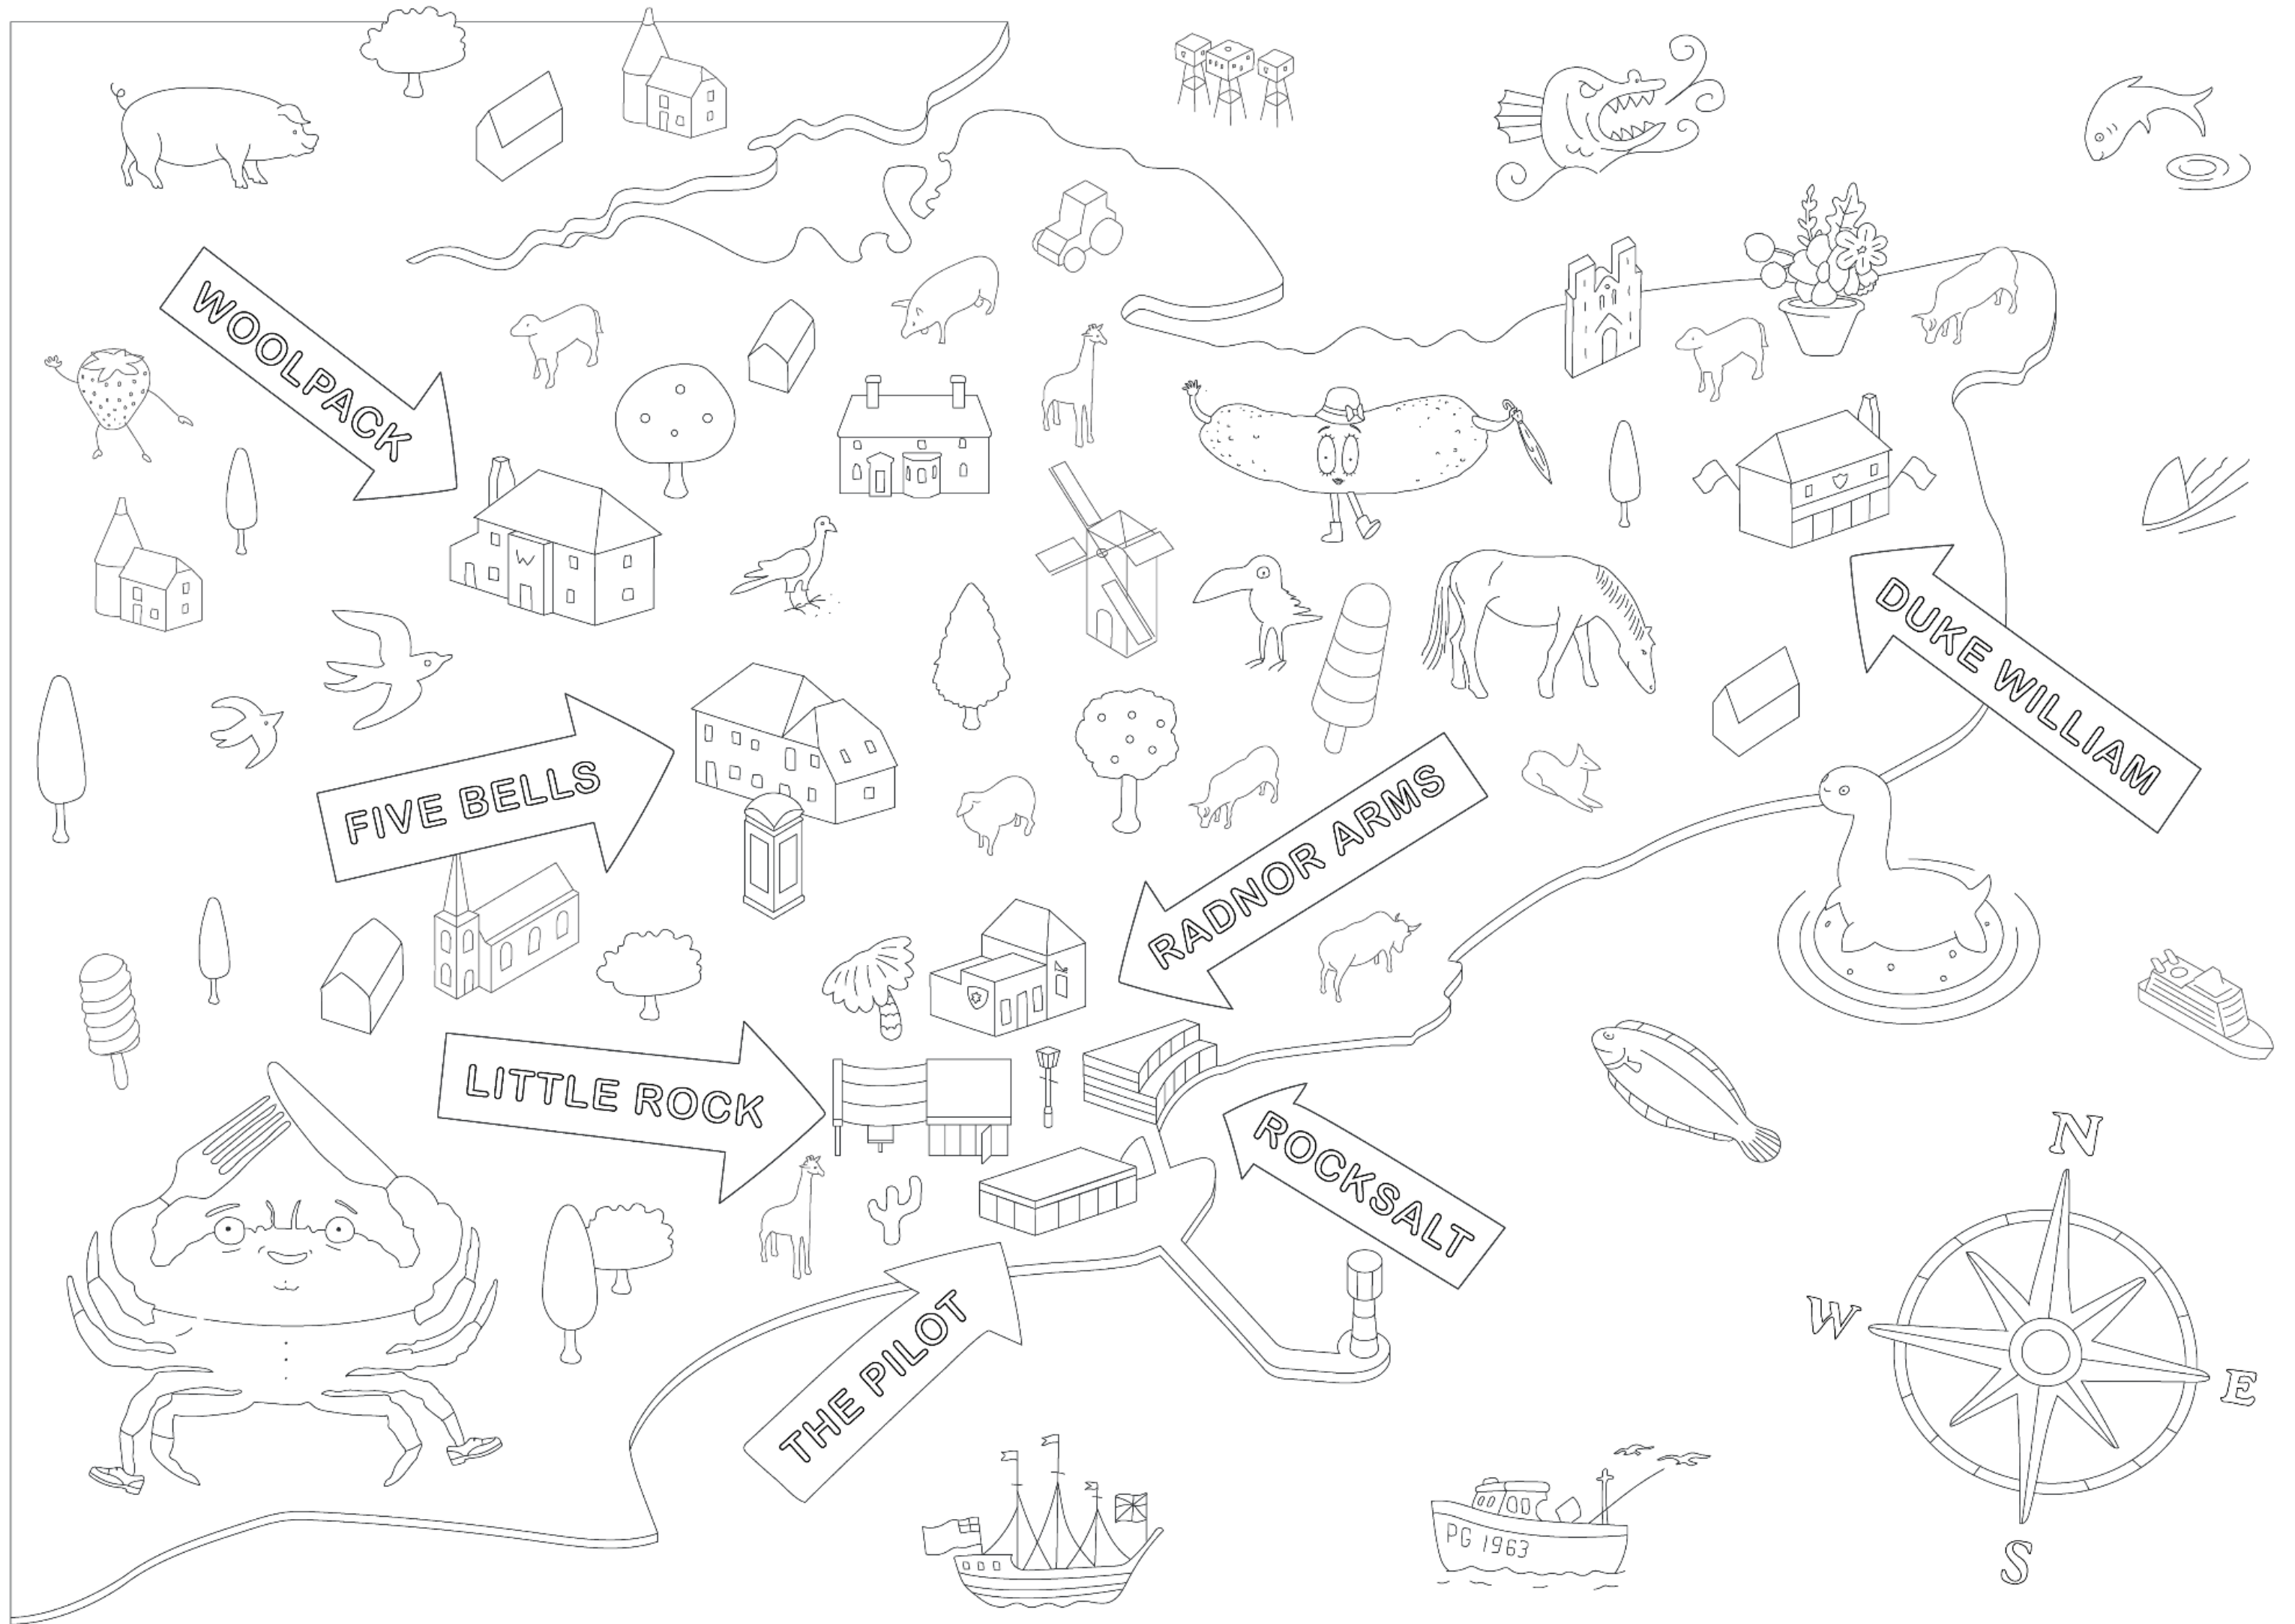 WOOLPACK
W
DUKE WILLIAM
FIVE BELLS
RADNOR ARMS
LITTLE ROCK
ROCKSALT
THE PILOT
N
W
E
S
PG 1963